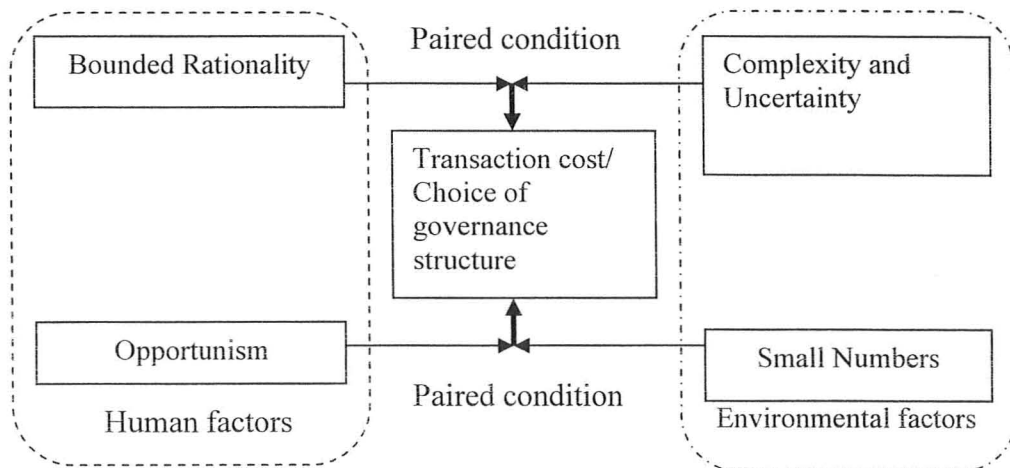 Paired condition
Bounded Rationality
Complexity and
Uncertainty
Transaction cost/
Choice of
governance
structure
Opportunism
Small Numbers
Paired condition
Human factors
Environmental factors